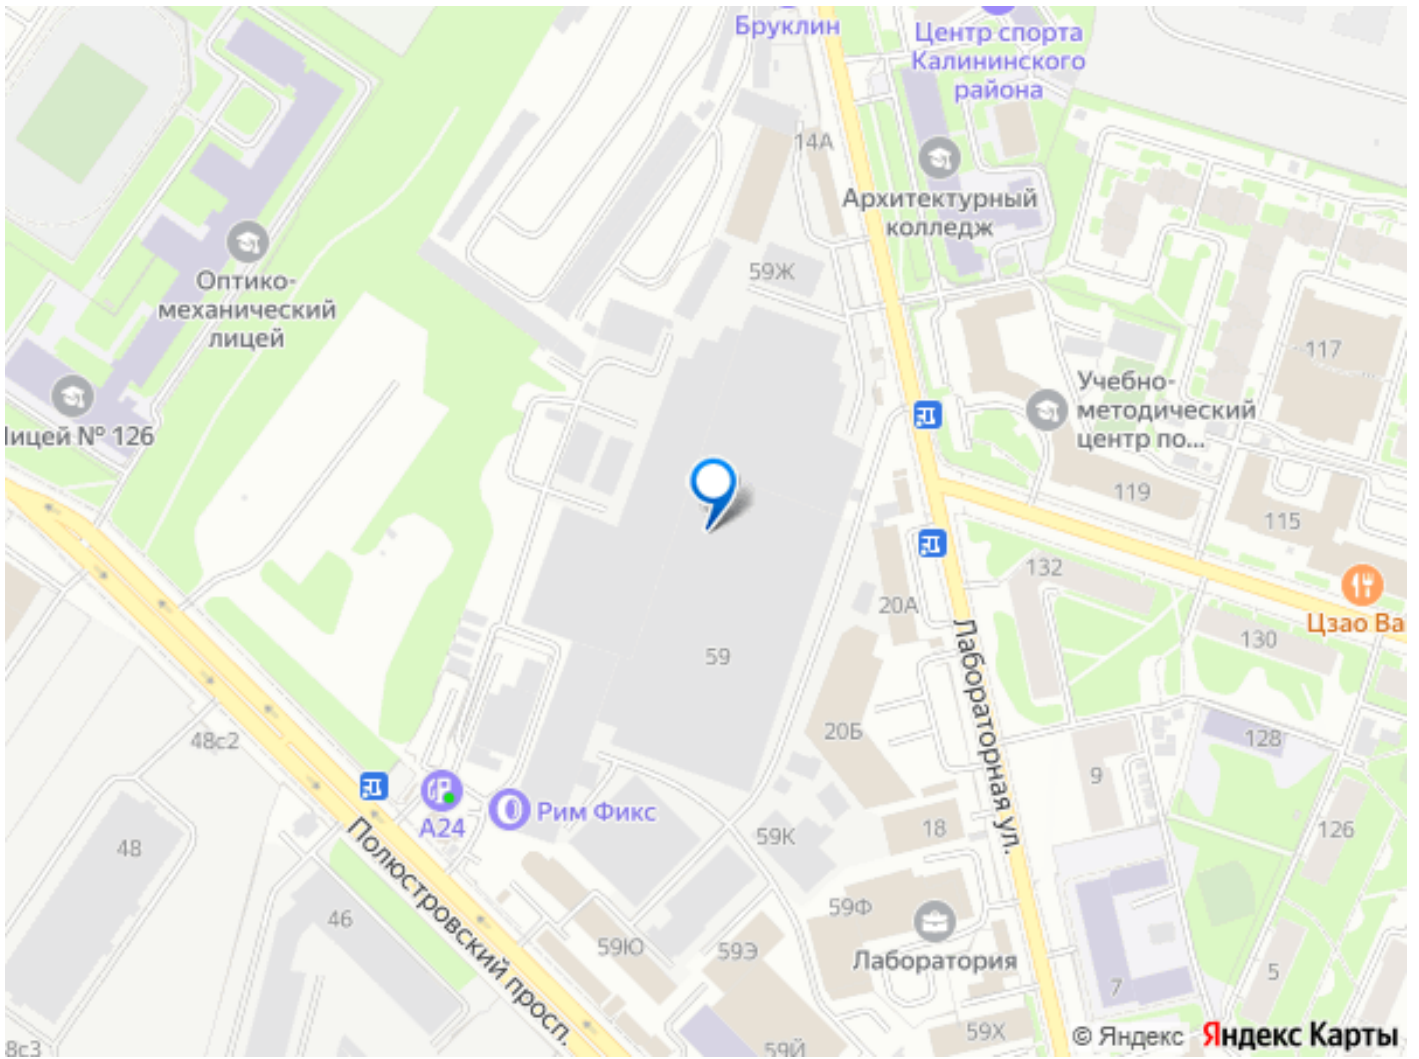 Бруклин
Центр спорта
Калининского
района
14А
Архитектурный
колледж
59Ж
Оптико-
механический
лицей
117
Учебно-
методический
центр по...
ицей № 126
119
115
132
20А
Цзао Ва
130
59
Лабораторная ул.
20Б
48с2
128
9
А24
Рим Фикс
18
59К
126
48
Полюстровский просп.
46
59Ф
Лаборатория
59Ю
59Э
5
7
59Х
59Й
8с3
© Яндекс Яндекс Карты